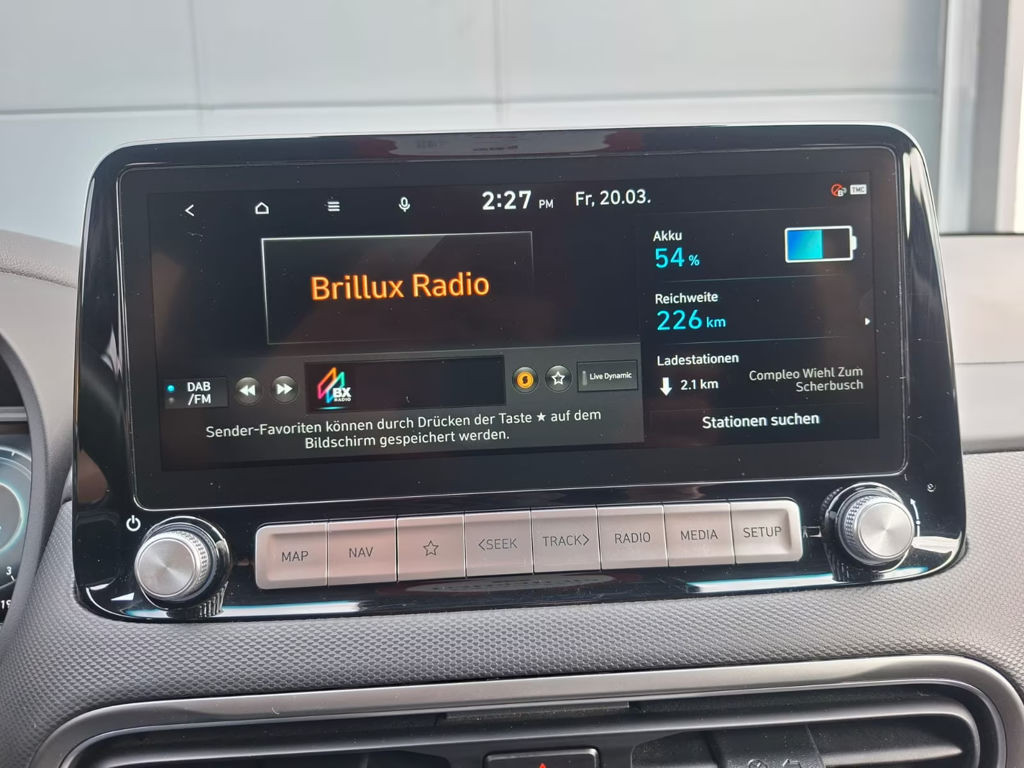 2:27 PM Fr, 20.03.
TMC
Brillux Radio
Akku
54 %
Reichweite
226 km
Ladestationen
2.1 km
Compleo Wiehl Zum
Scherbusch
Stationen suchen
DAB
/FM
BX
RADIO
Live Dynamic
Sender-Favoriten können durch Drücken der Taste ★ auf dem
Bildschirm gespeichert werden.
MAP
NAV
<SEEK
TRACK>
RADIO
MEDIA
SETUP
3
19